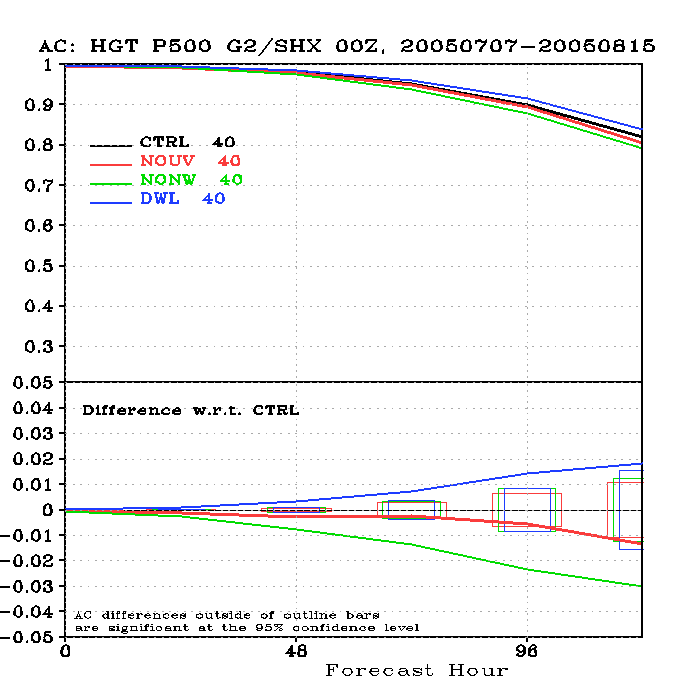 AC: HGT P500 G2/SHX 00Z, 20050707-20050815
1
0.9
0.8
0.7
0.6
0.5
0.4
0.3
CTRL 40
NOUV 40
NONW 40
DWL 40
0.05
0.04
0.03
0.02
0.01
0
-0.01
-0.02
-0.03
-0.04
-0.05
Difference w.r.t. CTRL
AC differences outside of outline bars
are significant at the 95% confidence level
0 48 96
Forecast Hour